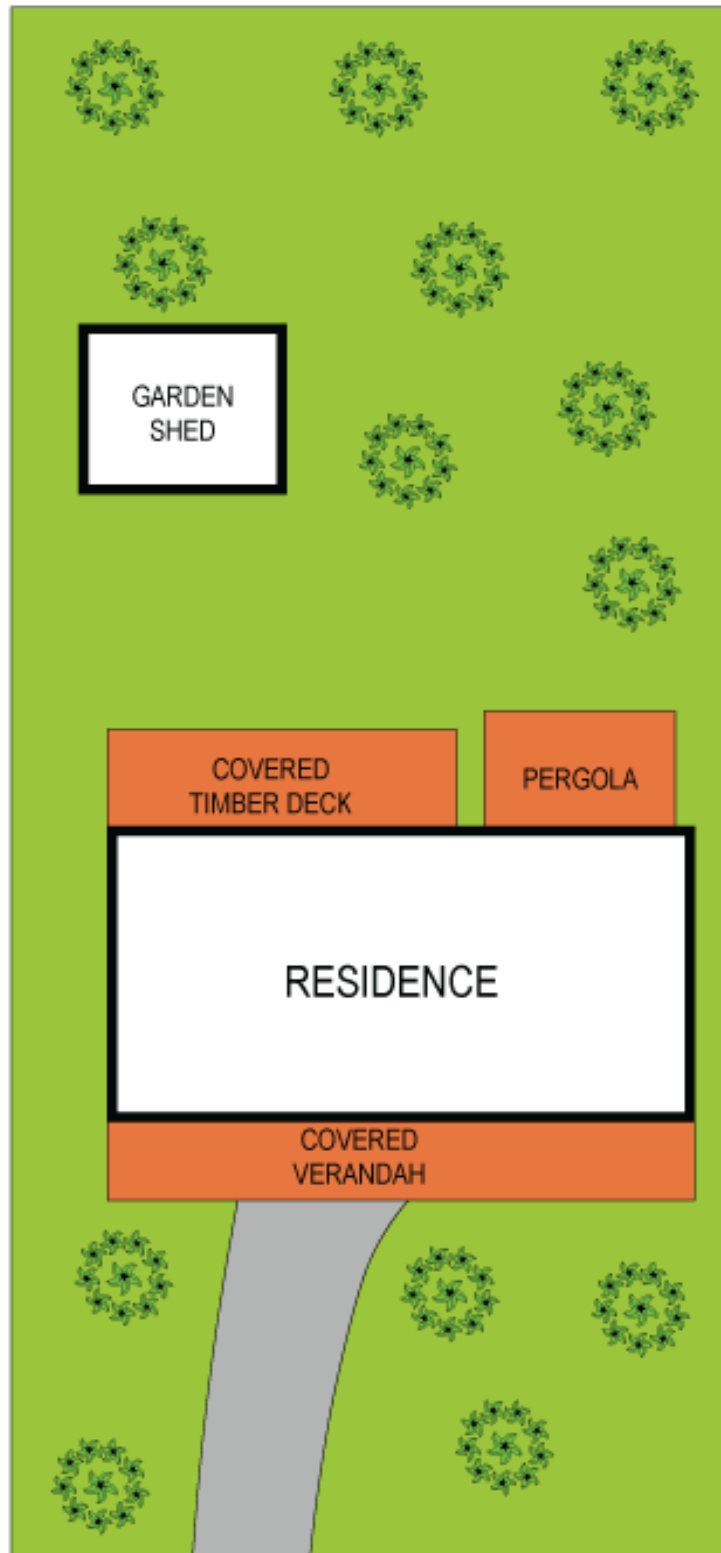 GARDEN
SHED
COVERED
TIMBER DECK
PERGOLA
RESIDENCE
COVERED
VERANDAH